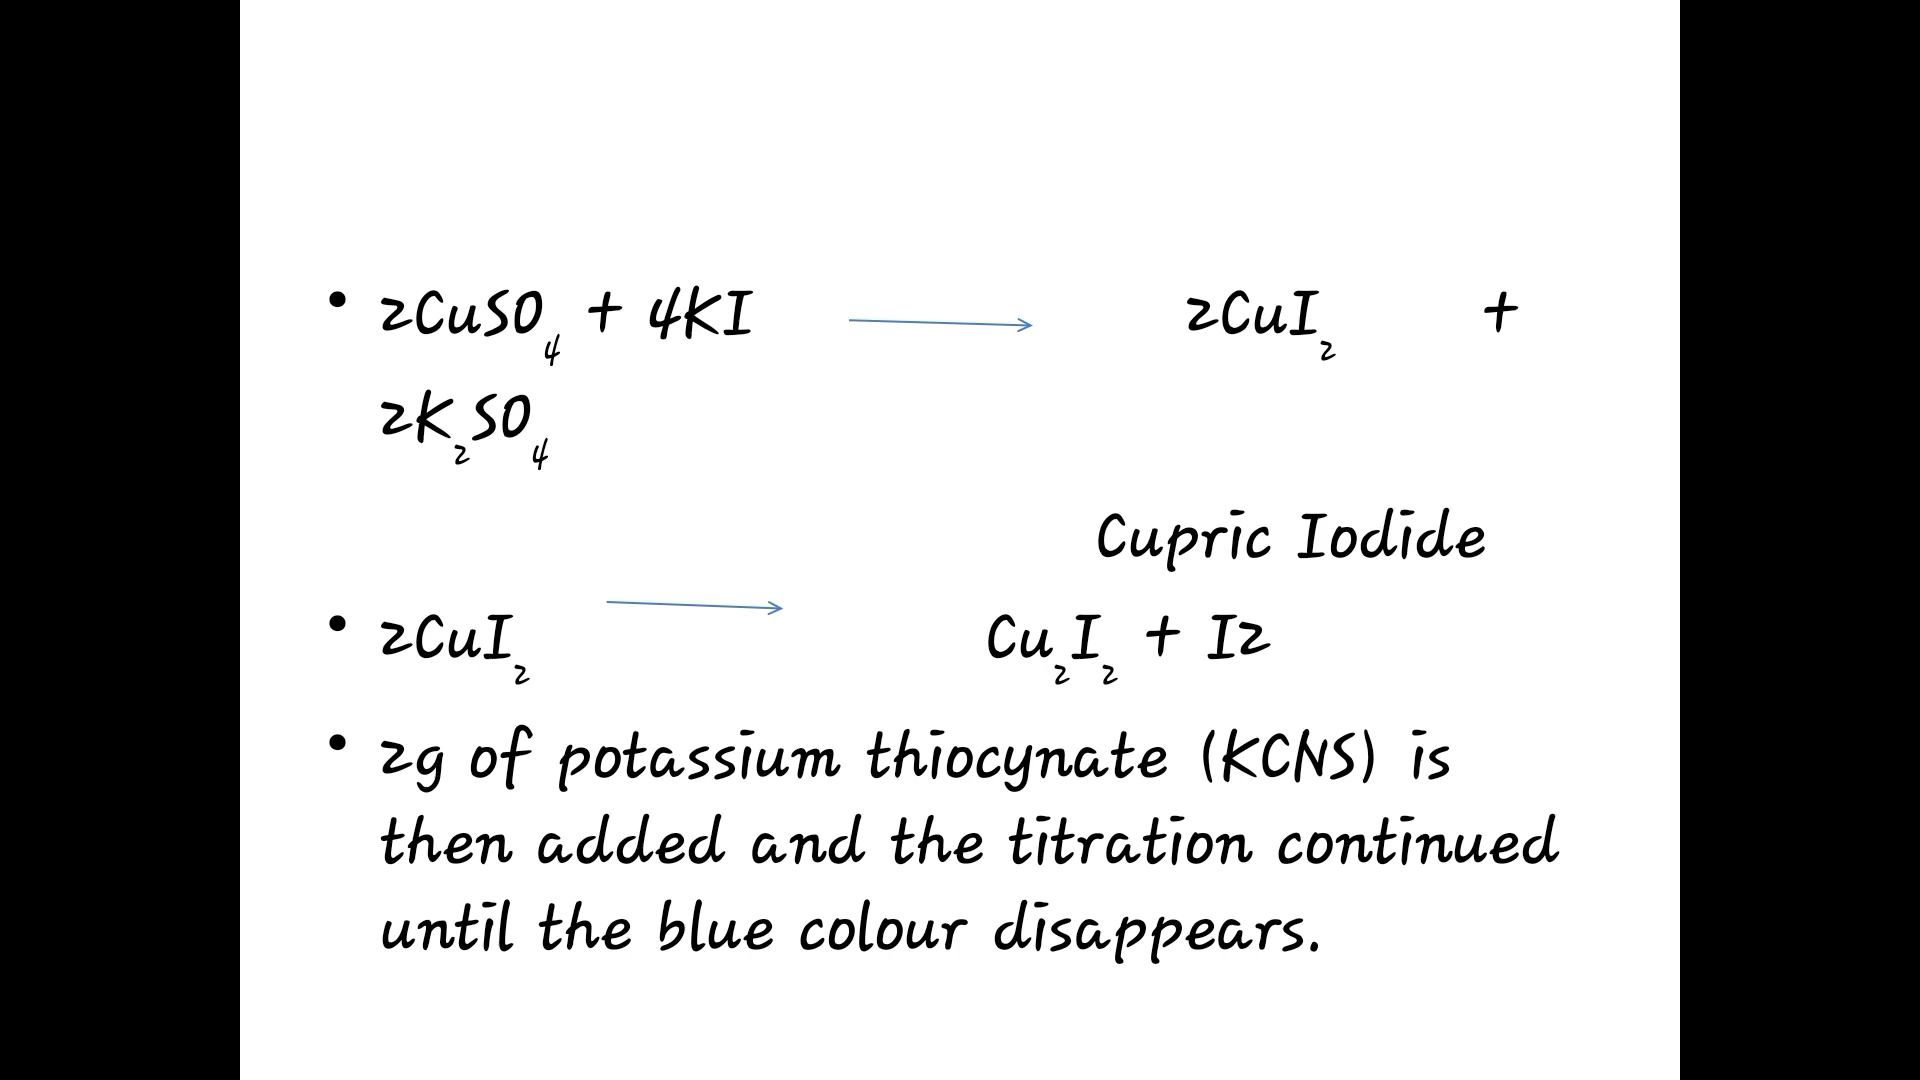 • 2CuSO₄ + 4KI → 2CuI₂ +
2K₂SO₄
Cupric Iodide
• 2CuI₂ → Cu₂I₂ + I2
• 2g of potassium thiocynate (KCNS) is
then added and the titration continued
until the blue colour disappears.